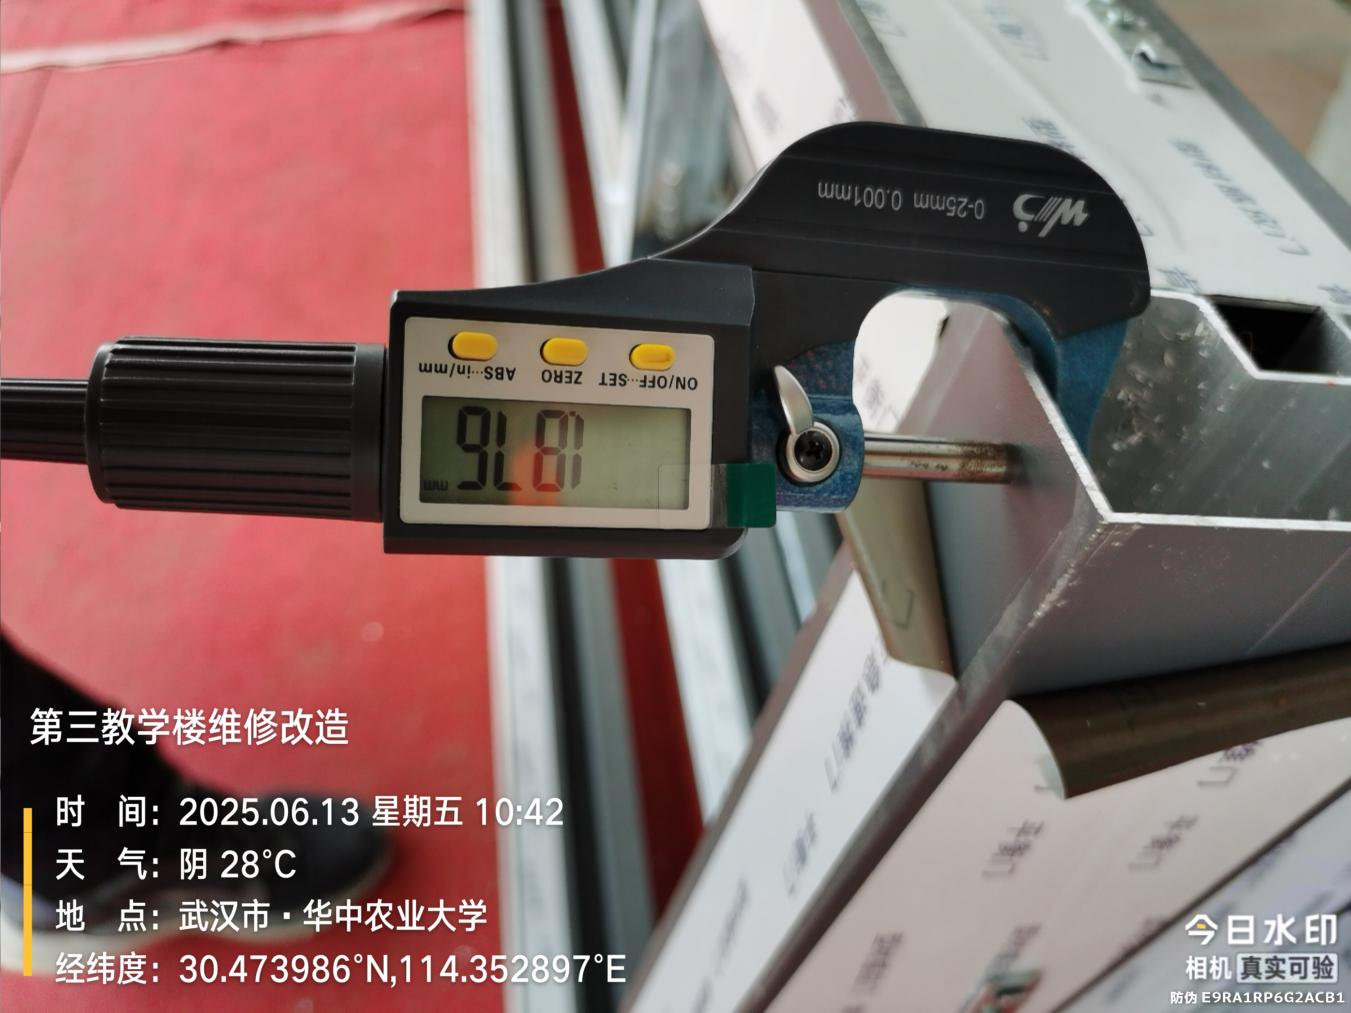 0-25mm 0.001mm
ON/OFF···SET
ZERO
ABS···in/mm
1.876 mm
第三教学楼维修改造
时 间：2025.06.13 星期五 10:42
天 气：阴 28°C
地 点：武汉市·华中农业大学
经纬度：30.473986°N,114.352897°E
今日水印
相机 真实可验
防伪 E9RA1RP6G2ACB1